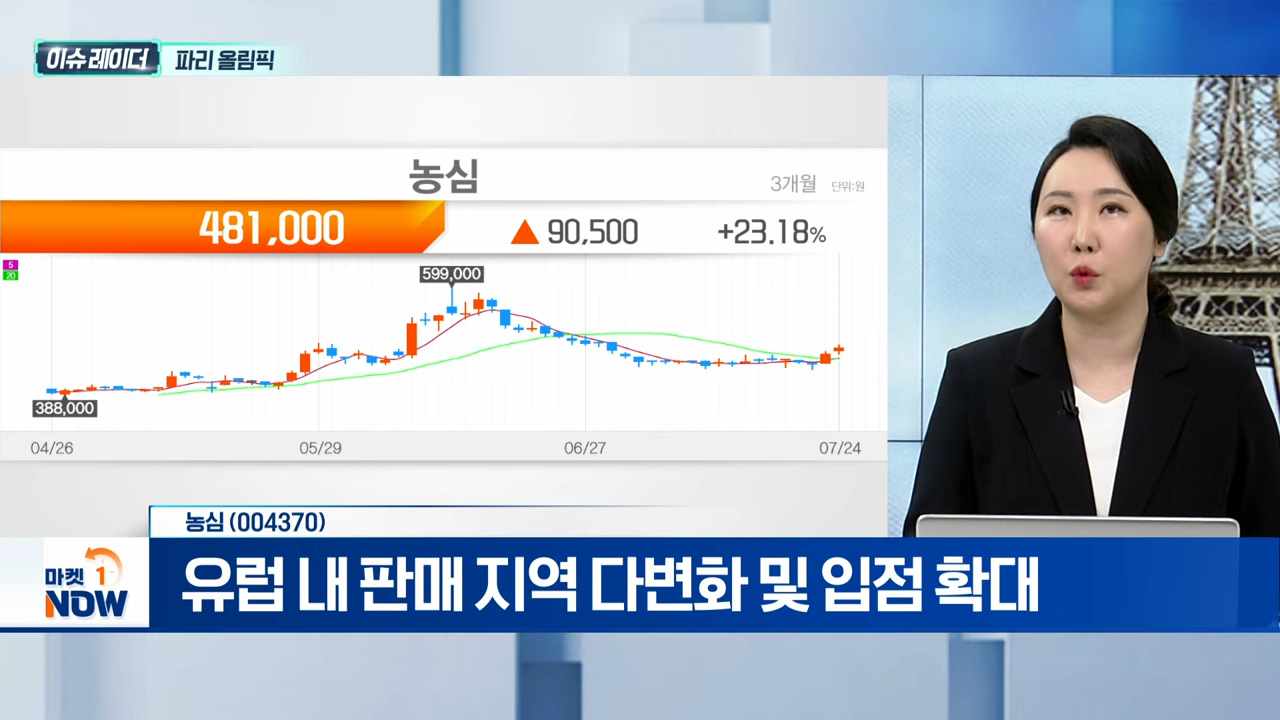 이슈 레이더 파리 올림픽
농심
3개월 단위:원
481,000 ▲ 90,500 +23.18%
5
20
599,000
388,000
04/26 05/29 06/27 07/24
농심 (004370)
마켓 1
NOW
유럽 내 판매 지역 다변화 및 입점 확대